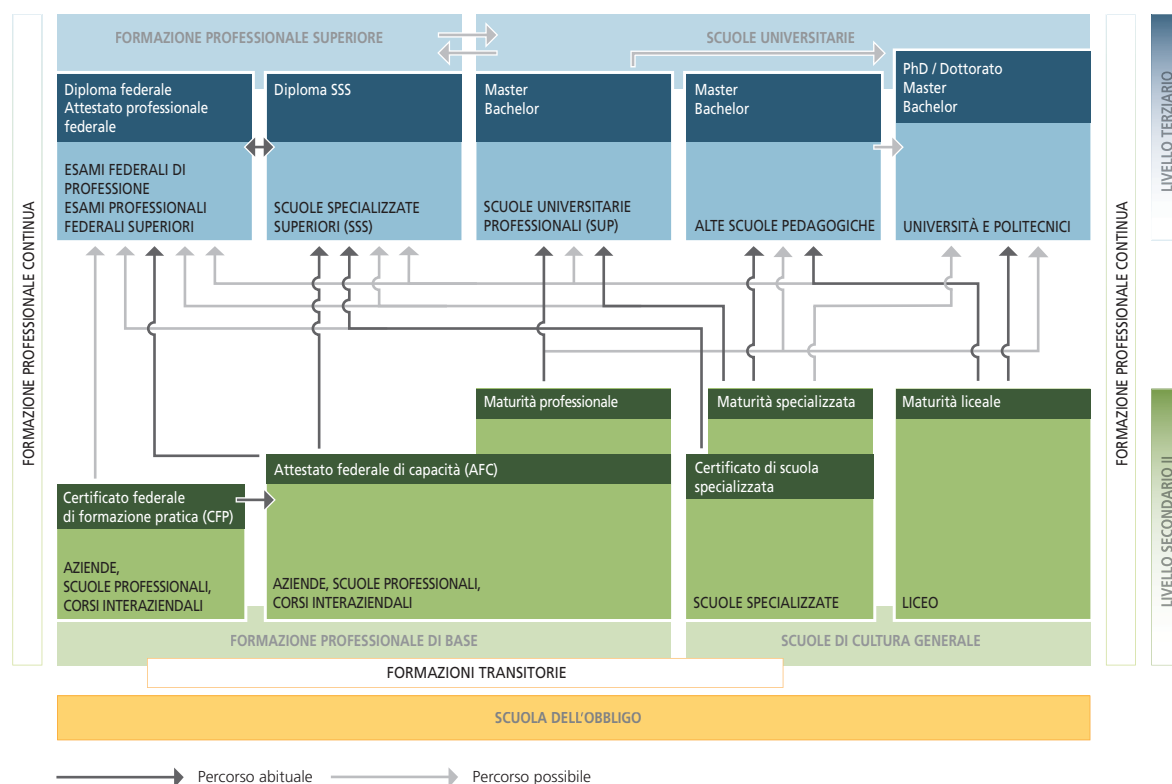 FORMAZIONE PROFESSIONALE CONTINUA
FORMAZIONE PROFESSIONALE SUPERIORE
SCUOLE UNIVERSITARIE
Diploma federale
Attestato professionale
federale
ESAMI FEDERALI DI
PROFESSIONE
ESAMI PROFESSIONALI
FEDERALI SUPERIORI
Diploma SSS
SCUOLE SPECIALIZZATE
SUPERIORI (SSS)
Master
Bachelor
SCUOLE UNIVERSITARIE
PROFESSIONALI (SUP)
Master
Bachelor
ALTE SCUOLE PEDAGOGICHE
PhD / Dottorato
Master
Bachelor
UNIVERSITÀ E POLITECNICI
FORMAZIONE PROFESSIONALE CONTINUA
LIVELLO TERZIARIO
Maturità professionale
Maturità specializzata
Maturità liceale
Attestato federale di capacità (AFC)
Certificato di scuola
specializzata
Certificato federale
di formazione pratica (CFP)
AZIENDE,
SCUOLE PROFESSIONALI,
CORSI INTERAZIENDALI
AZIENDE, SCUOLE PROFESSIONALI,
CORSI INTERAZIENDALI
SCUOLE SPECIALIZZATE
LICEO
LIVELLO SECONDARIO II
FORMAZIONE PROFESSIONALE DI BASE
SCUOLE DI CULTURA GENERALE
FORMAZIONI TRANSITORIE
SCUOLA DELL'OBBLIGO
Percorso abituale
Percorso possibile